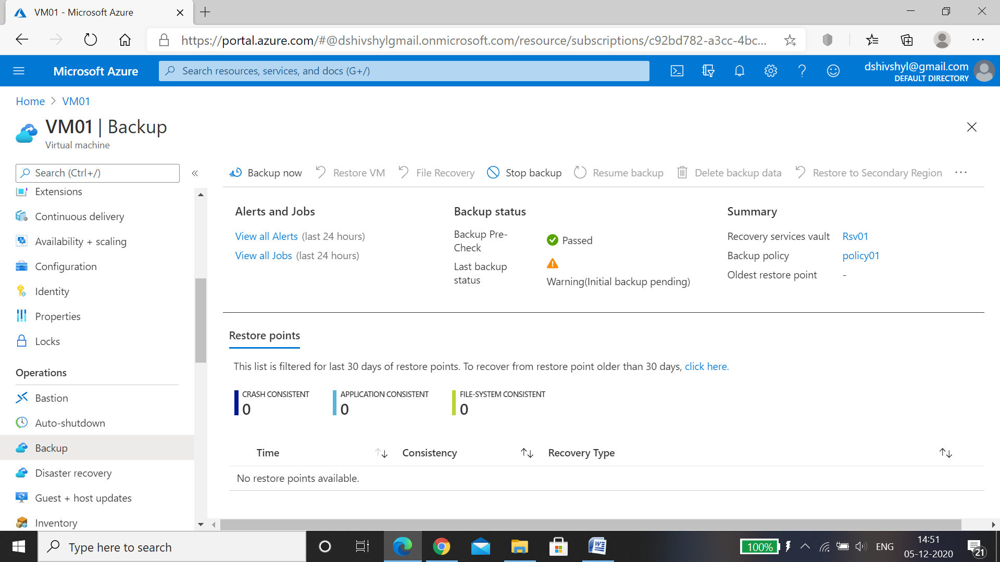 VM01 - Microsoft Azure
https://portal.azure.com/#@dshivshylgmail.onmicrosoft.com/resource/subscriptions/c92bd782-a3cc-4bc...
Microsoft Azure
Search resources, services, and docs (G+/)
dshivshyl@gmail.com
DEFAULT DIRECTORY
Home > VM01
VM01 | Backup
Virtual machine
Search (Ctrl+/)
«
Backup now
Restore VM
File Recovery
Stop backup
Resume backup
Delete backup data
Restore to Secondary Region
...
Extensions
Continuous delivery
Availability + scaling
Configuration
Identity
Properties
Locks
Operations
Bastion
Auto-shutdown
Backup
Disaster recovery
Guest + host updates
Inventory
Alerts and Jobs
View all Alerts (last 24 hours)
View all Jobs (last 24 hours)
Backup status
Backup Pre-
Check
Passed
Last backup
status
Warning(Initial backup pending)
Summary
Recovery services vault Rsv01
Backup policy policy01
Oldest restore point -
Restore points
This list is filtered for last 30 days of restore points. To recover from restore point older than 30 days, click here.
CRASH CONSISTENT
0
APPLICATION CONSISTENT
0
FILE-SYSTEM CONSISTENT
0
Time Consistency Recovery Type
No restore points available.
Type here to search
100%
ENG
14:51
05-12-2020
21